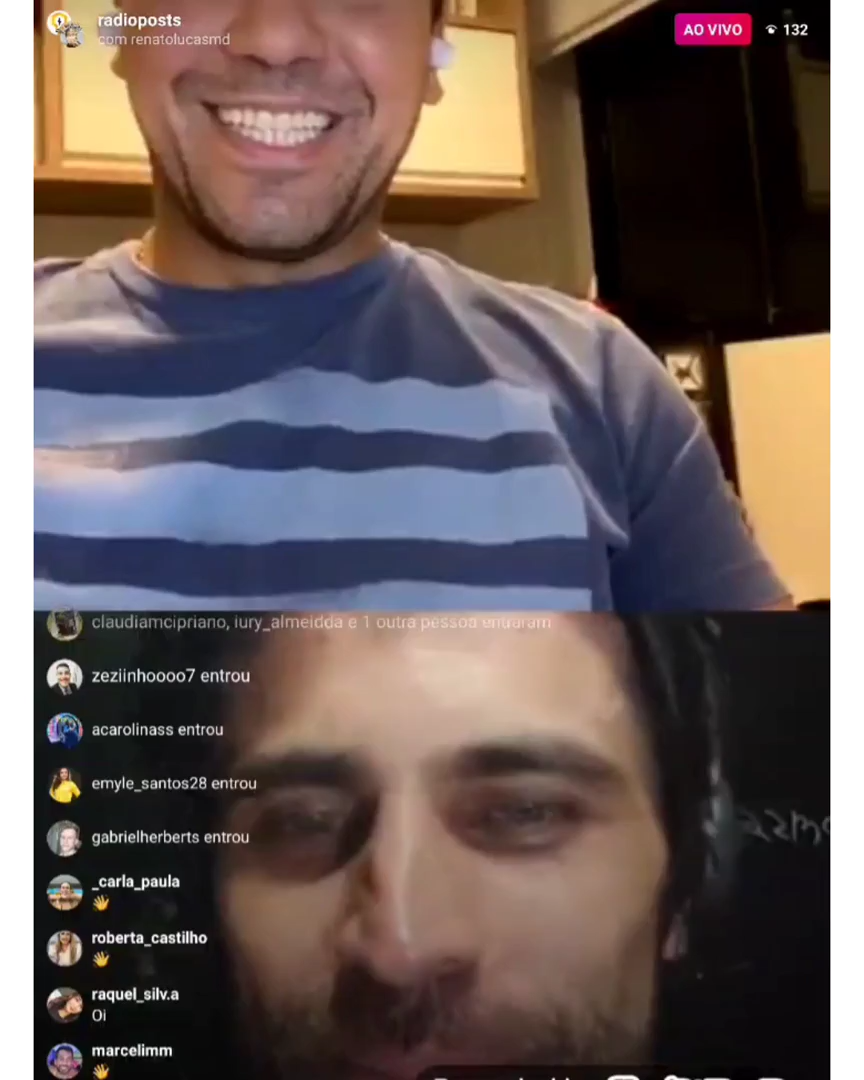 radioposts
com renatolucasmd
AO VIVO
132
claudiamcipriano, iury_almeidda e 1 outra pessoa entraram
zeziinhoooo7 entrou
acarolinass entrou
emyle_santos28 entrou
gabrielherberts entrou
_carla_paula
👋
roberta_castilho
👋
raquel_silv.a
Oi
marcelimm
👋